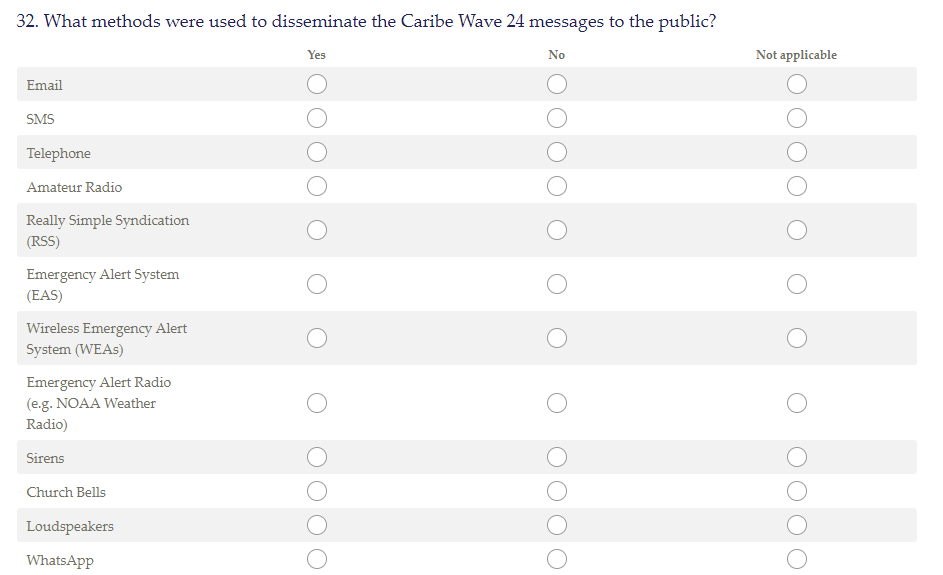 32. What methods were used to disseminate the Caribe Wave 24 messages to the public?
Yes No Not applicable
Email
SMS
Telephone
Amateur Radio
Really Simple Syndication
(RSS)
Emergency Alert System
(EAS)
Wireless Emergency Alert
System (WEAs)
Emergency Alert Radio
(e.g. NOAA Weather
Radio)
Sirens
Church Bells
Loudspeakers
WhatsApp